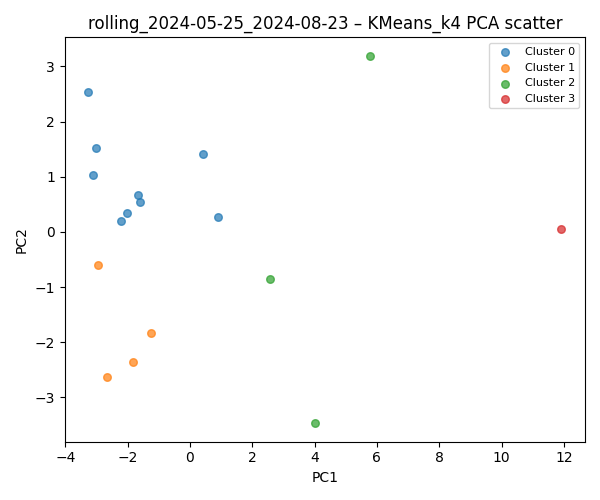 rolling_2024-05-25_2024-08-23 – KMeans_k4 PCA scatter
Cluster 0
Cluster 1
Cluster 2
Cluster 3
3
2
1
0
−1
−2
−3
PC2
−4 −2 0 2 4 6 8 10 12
PC1